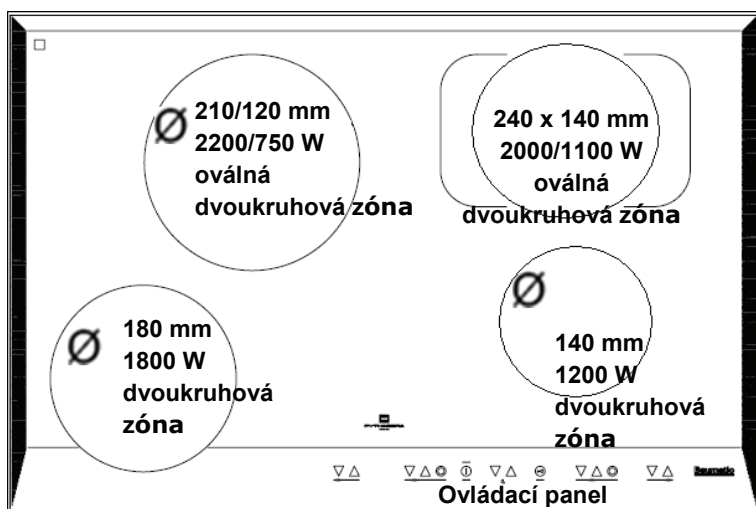 Ø 210/120 mm
2200/750 W
oválná
dvoukruhová zóna
240 x 140 mm
2000/1100 W
oválná
dvoukruhová zóna
Ø 180 mm
1800 W
dvoukruhová
zóna
Ø 140 mm
1200 W
dvoukruhová
zóna
Baumatic
Ovládací panel